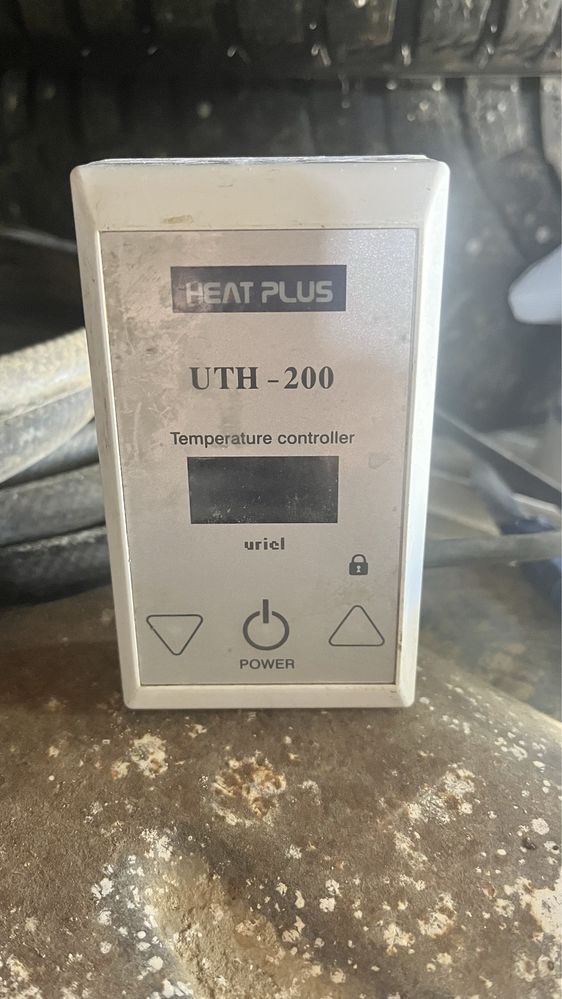 HEAT PLUS
UTH-200
Temperature controller
uriel
POWER